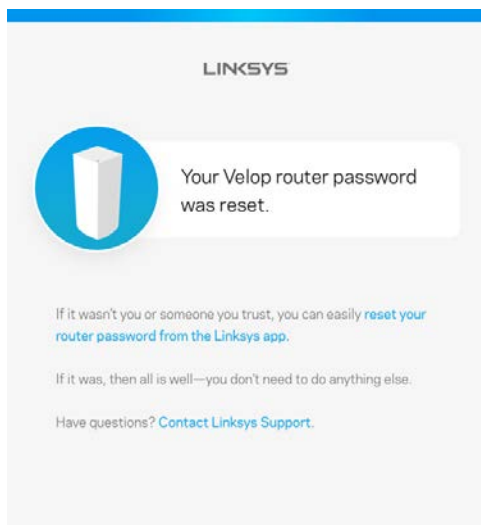 LINKSYS
Your Velop router password
was reset.
If it wasn't you or someone you trust, you can easily reset your
router password from the Linksys app.
If it was, then all is well—you don't need to do anything else.
Have questions? Contact Linksys Support.